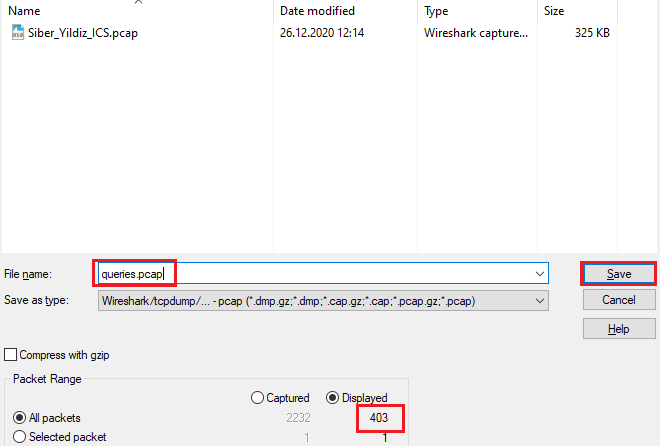 Name Date modified Type Size
Siber_Yildiz_ICS.pcap 26.12.2020 12:14 Wireshark capture... 325 KB
File name: queries.pcap Save
Save as type: Wireshark/tcpdump/... - pcap (*.dmp.gz;*.dmp;*.cap.gz;*.cap;*.pcap.gz;*.pcap) Cancel
Help
Compress with gzip
Packet Range
Captured Displayed
All packets 2232 403
Selected packet 1 1